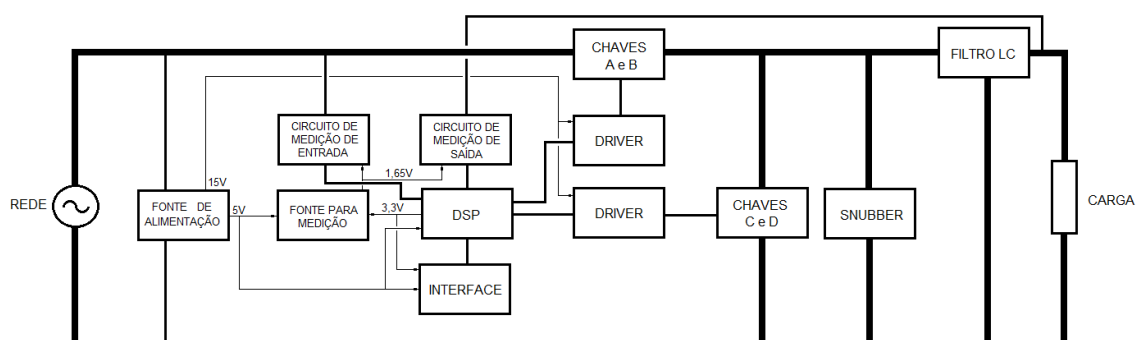 CHAVES
A e B
FILTRO LC
CIRCUITO DE
MEDIÇÃO DE
ENTRADA
CIRCUITO DE
MEDIÇÃO DE
SAÍDA
DRIVER
1,65V
15V
REDE
FONTE DE
ALIMENTAÇÃO
5V
FONTE PARA
MEDIÇÃO
3,3V
DSP
DRIVER
CHAVES
C e D
SNUBBER
CARGA
INTERFACE